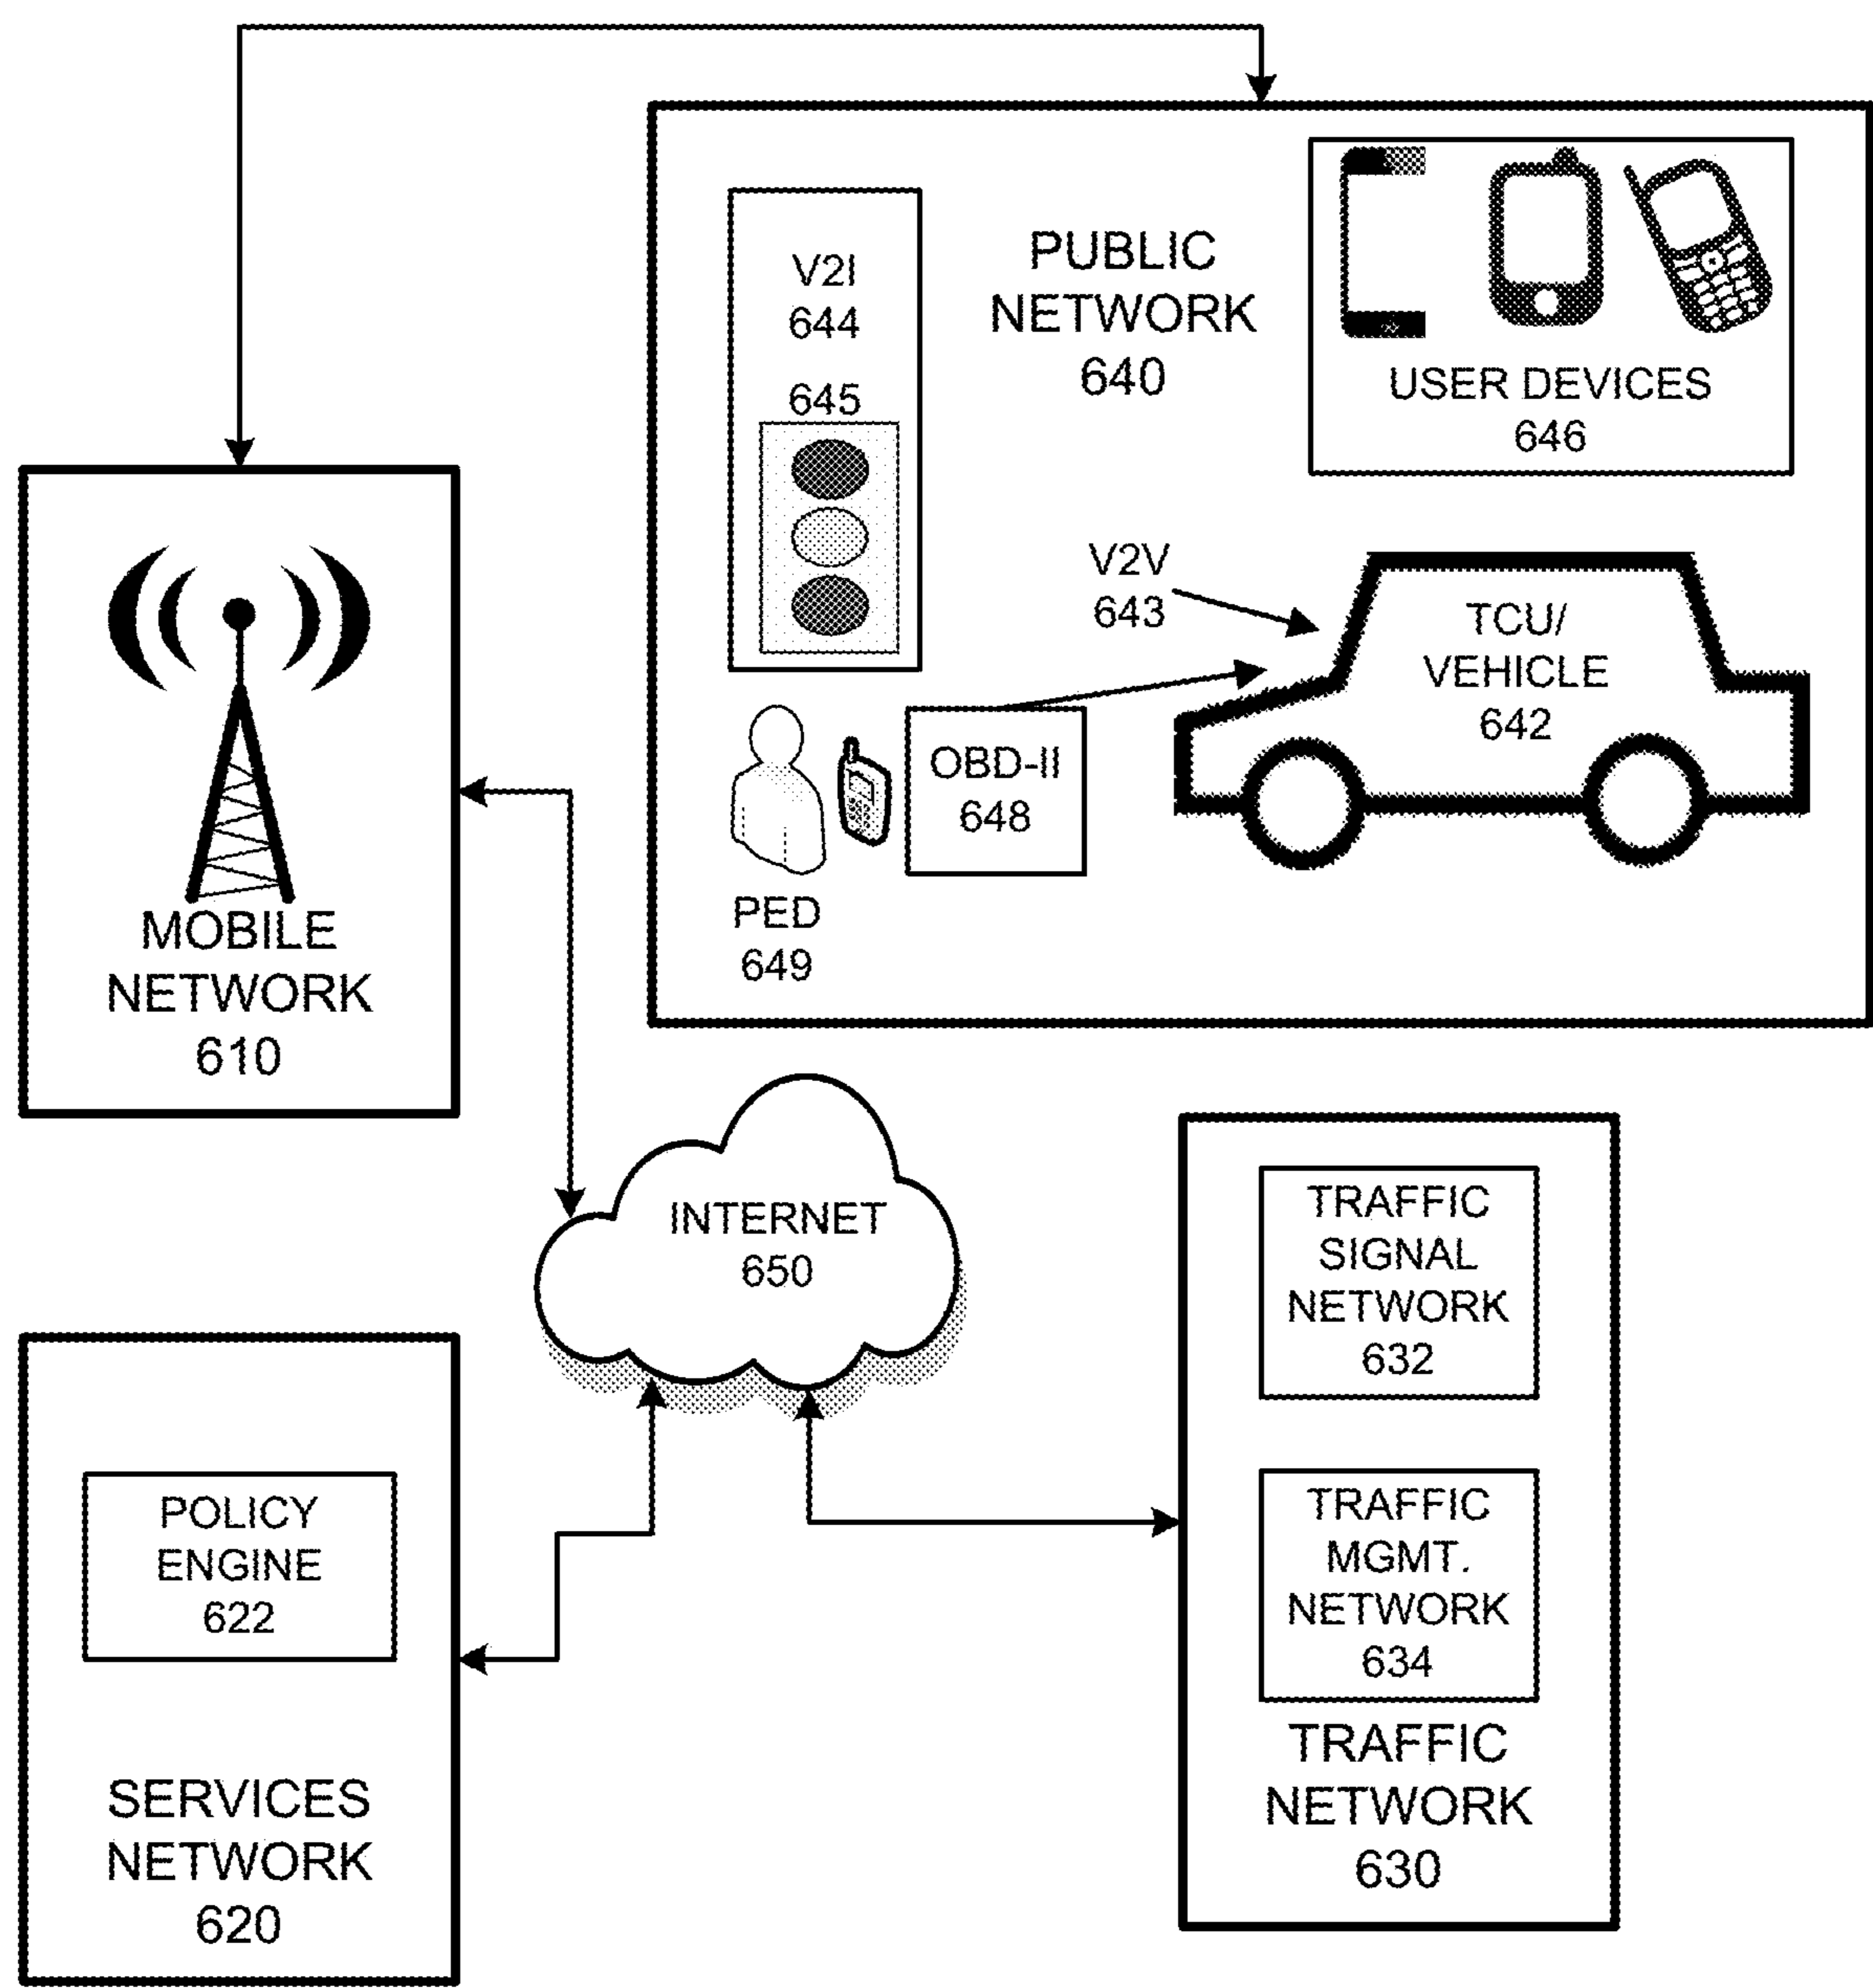 V2I
644
645
PUBLIC
NETWORK
640
USER DEVICES
646
V2V
643
TCU/
VEHICLE
642
OBD-II
648
PED
649
MOBILE
NETWORK
610
INTERNET
650
TRAFFIC
SIGNAL
NETWORK
632
TRAFFIC
MGMT.
NETWORK
634
TRAFFIC
NETWORK
630
POLICY
ENGINE
622
SERVICES
NETWORK
620